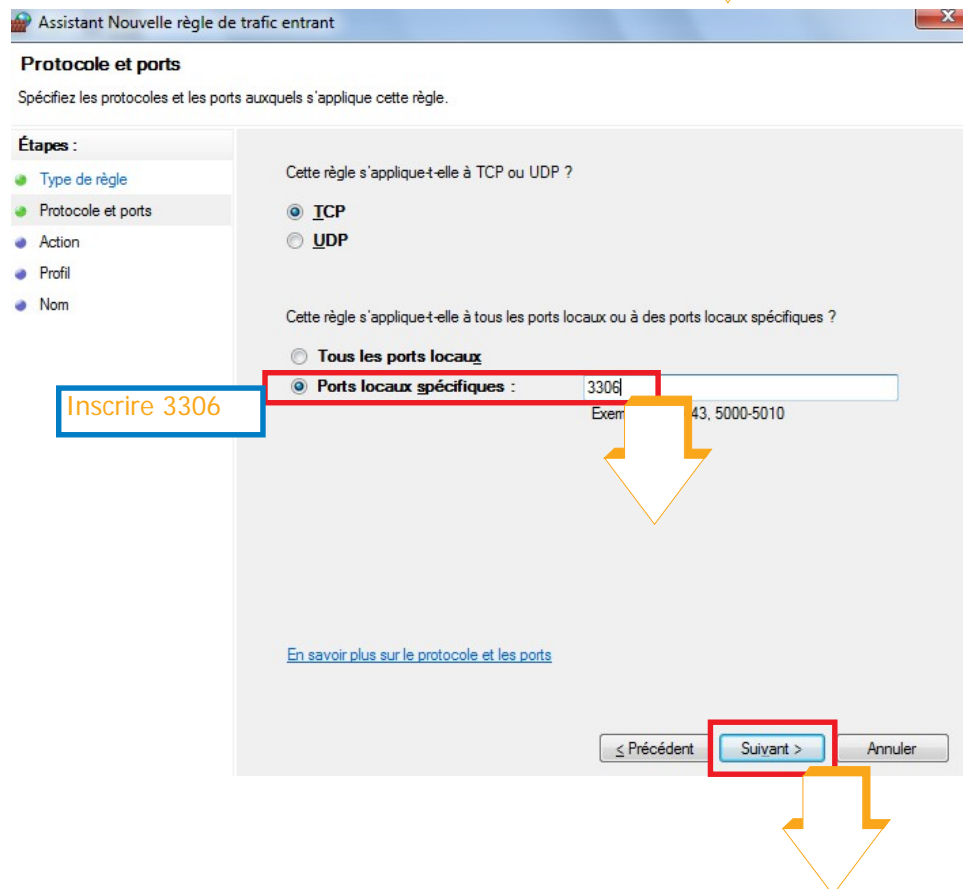 Assistant Nouvelle règle de trafic entrant
Protocole et ports
Spécifiez les protocoles et les ports auxquels s'applique cette règle.
Étapes :
Type de règle
Protocole et ports
Action
Profil
Nom
Cette règle s'applique-t-elle à TCP ou UDP ?
TCP
UDP
Cette règle s'applique-t-elle à tous les ports locaux ou à des ports locaux spécifiques ?
Tous les ports locaux
Ports locaux spécifiques : 3306
Inscrire 3306
Exem 43, 5000-5010
En savoir plus sur le protocole et les ports
< Précédent
Suivant >
Annuler